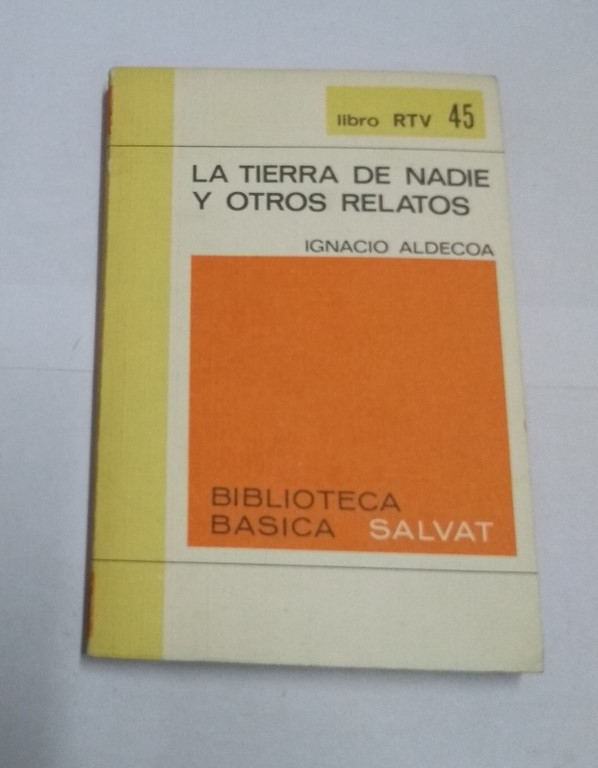 libro RTV 45
LA TIERRA DE NADIE
Y OTROS RELATOS
IGNACIO ALDECOA
BIBLIOTECA
BASICA SALVAT